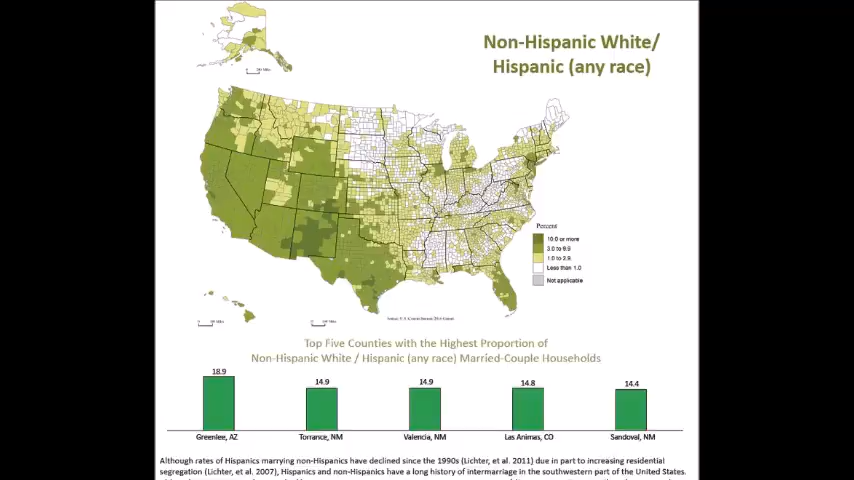 Non-Hispanic White/
Hispanic (any race)
Percent
10.0 or more
3.0 to 9.9
1.0 to 2.9
Less than 1.0
Not applicable
Top Five Counties with the Highest Proportion of
Non-Hispanic White / Hispanic (any race) Married-Couple Households
18.9
14.9
14.9
14.8
14.4
Greenlee, AZ
Torrance, NM
Valencia, NM
Las Animas, CO
Sandoval, NM
Although rates of Hispanics marrying non-Hispanics have declined since the 1990s (Lichter, et al. 2011) due in part to increasing residential
segregation (Lichter, et al. 2007), Hispanics and non-Hispanics have a long history of intermarriage in the southwestern part of the United States.